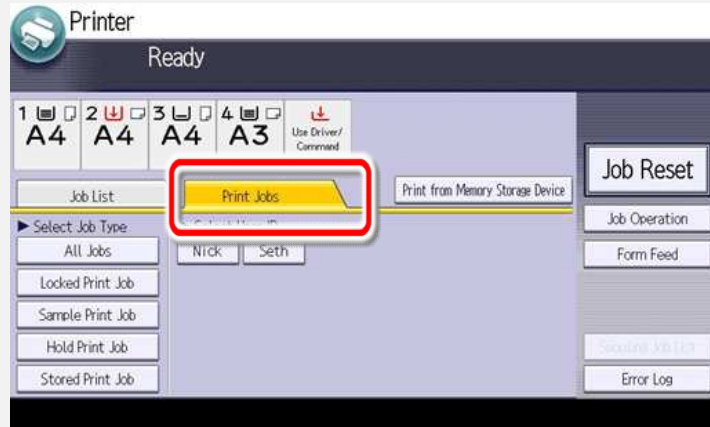 Printer
Ready
1 2 3 4
A4 A4 A4 A3 Use Driver/
Command
Job List Print Jobs Print from Memory Storage Device
Job Reset
▶ Select Job Type
Job Operation
All Jobs Nick Seth
Form Feed
Locked Print Job
Sample Print Job
Hold Print Job
Stored Print Job
Error Log